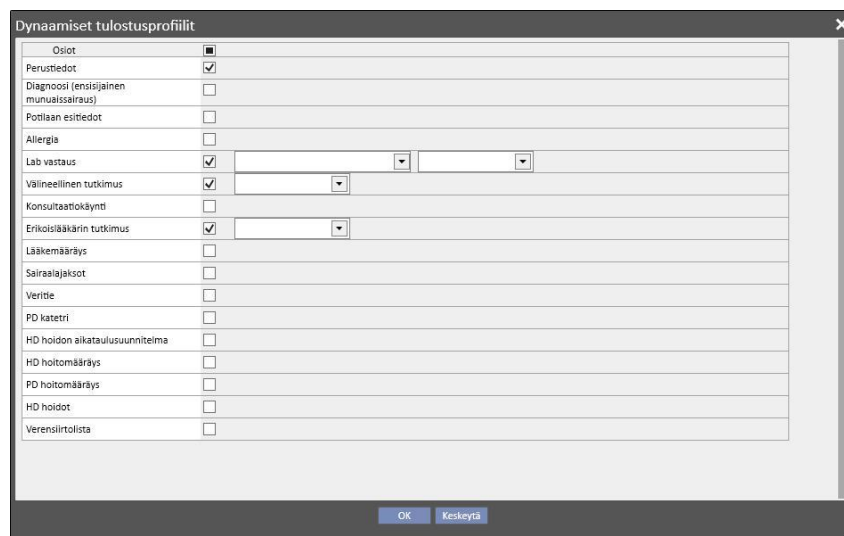 Dynaamiset tulostusprofiilit
Osiot
Perustiedot
Diagnoosi (ensisijainen
munuaissairaus)
Potilaan esitiedot
Allergia
Lab vastaus
Välineellinen tutkimus
Konsultaatiokäynti
Erikoislääkärin tutkimus
Lääkemääräys
Sairaalajaksot
Veritie
PD katetri
HD hoidon aikataulusuunnitelma
HD hoitomääräys
PD hoitomääräys
HD hoidot
Verensiirtolista
OK Keskeytä